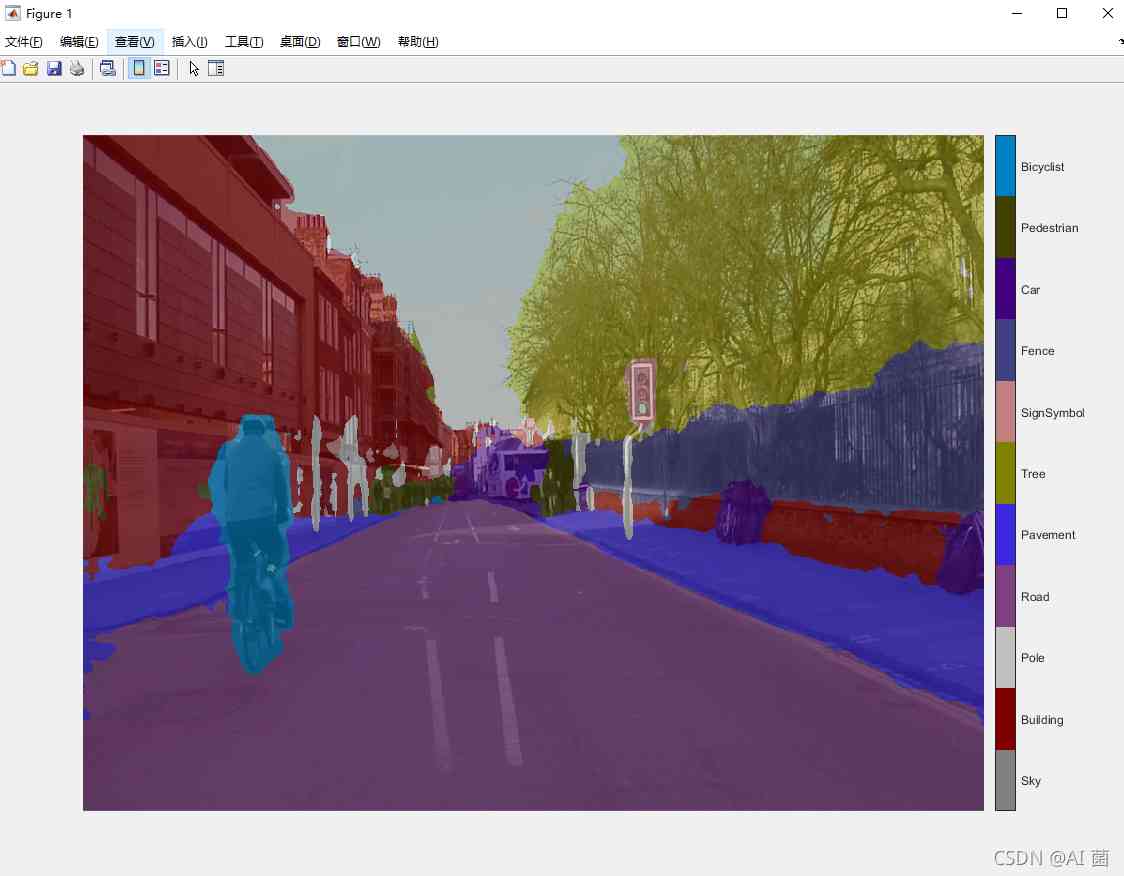 Figure 1
文件(F) 编辑(E) 查看(V) 插入(I) 工具(T) 桌面(D) 窗口(W) 帮助(H)
Bicyclist
Pedestrian
Car
Fence
SignSymbol
Tree
Pavement
Road
Pole
Building
Sky
CSDN @AI 菌